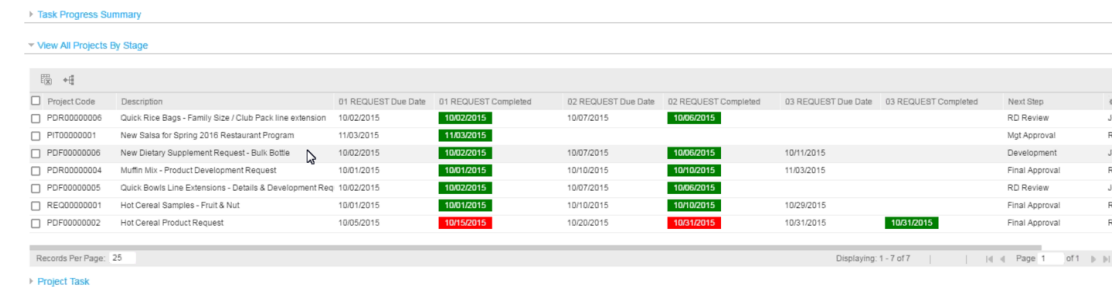 Task Progress Summary
View All Projects By Stage
Project Code Description 01 REQUEST Due Date 01 REQUEST Completed 02 REQUEST Due Date 02 REQUEST Completed 03 REQUEST Due Date 03 REQUEST Completed Next Step
PDR00000006 Quick Rice Bags - Family Size / Club Pack line extension 10/02/2015 10/02/2015 10/07/2015 10/06/2015 RD Review J
PIT00000001 New Salsa for Spring 2016 Restaurant Program 11/03/2015 11/03/2015 Mgt Approval R
PDF00000006 New Dietary Supplement Request - Bulk Bottle 10/02/2015 10/02/2015 10/07/2015 10/06/2015 10/11/2015 Development J
PDR00000004 Muffin Mix - Product Development Request 10/01/2015 10/01/2015 10/10/2015 10/10/2015 11/03/2015 Final Approval R
PDF00000005 Quick Bowls Line Extensions - Details & Development Req 10/02/2015 10/02/2015 10/07/2015 10/06/2015 RD Review J
REQ00000001 Hot Cereal Samples - Fruit & Nut 10/01/2015 10/01/2015 10/10/2015 10/10/2015 10/29/2015 Final Approval R
PDF00000002 Hot Cereal Product Request 10/05/2015 10/15/2015 10/20/2015 10/31/2015 10/31/2015 10/31/2015 Final Approval R
Records Per Page: 25 Displaying: 1 - 7 of 7 Page 1 of 1
Project Task